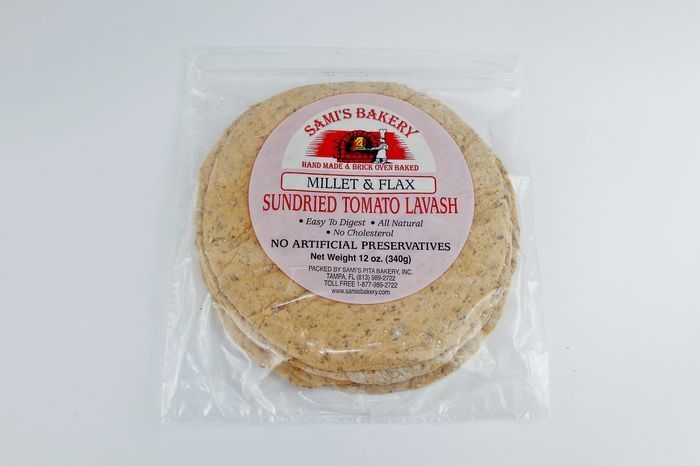 SAMI'S BAKERY
HAND MADE & BRICK OVEN BAKED
MILLET & FLAX
SUNDRIED TOMATO LAVASH
• Easy To Digest • All Natural
• No Cholesterol
NO ARTIFICIAL PRESERVATIVES
Net Weight 12 oz. (340g)
PACKED BY SAMI'S PITA BAKERY, INC.
TAMPA, FL (813) 989-2722
TOLL FREE 1-877-989-2722
www.samisbakery.com